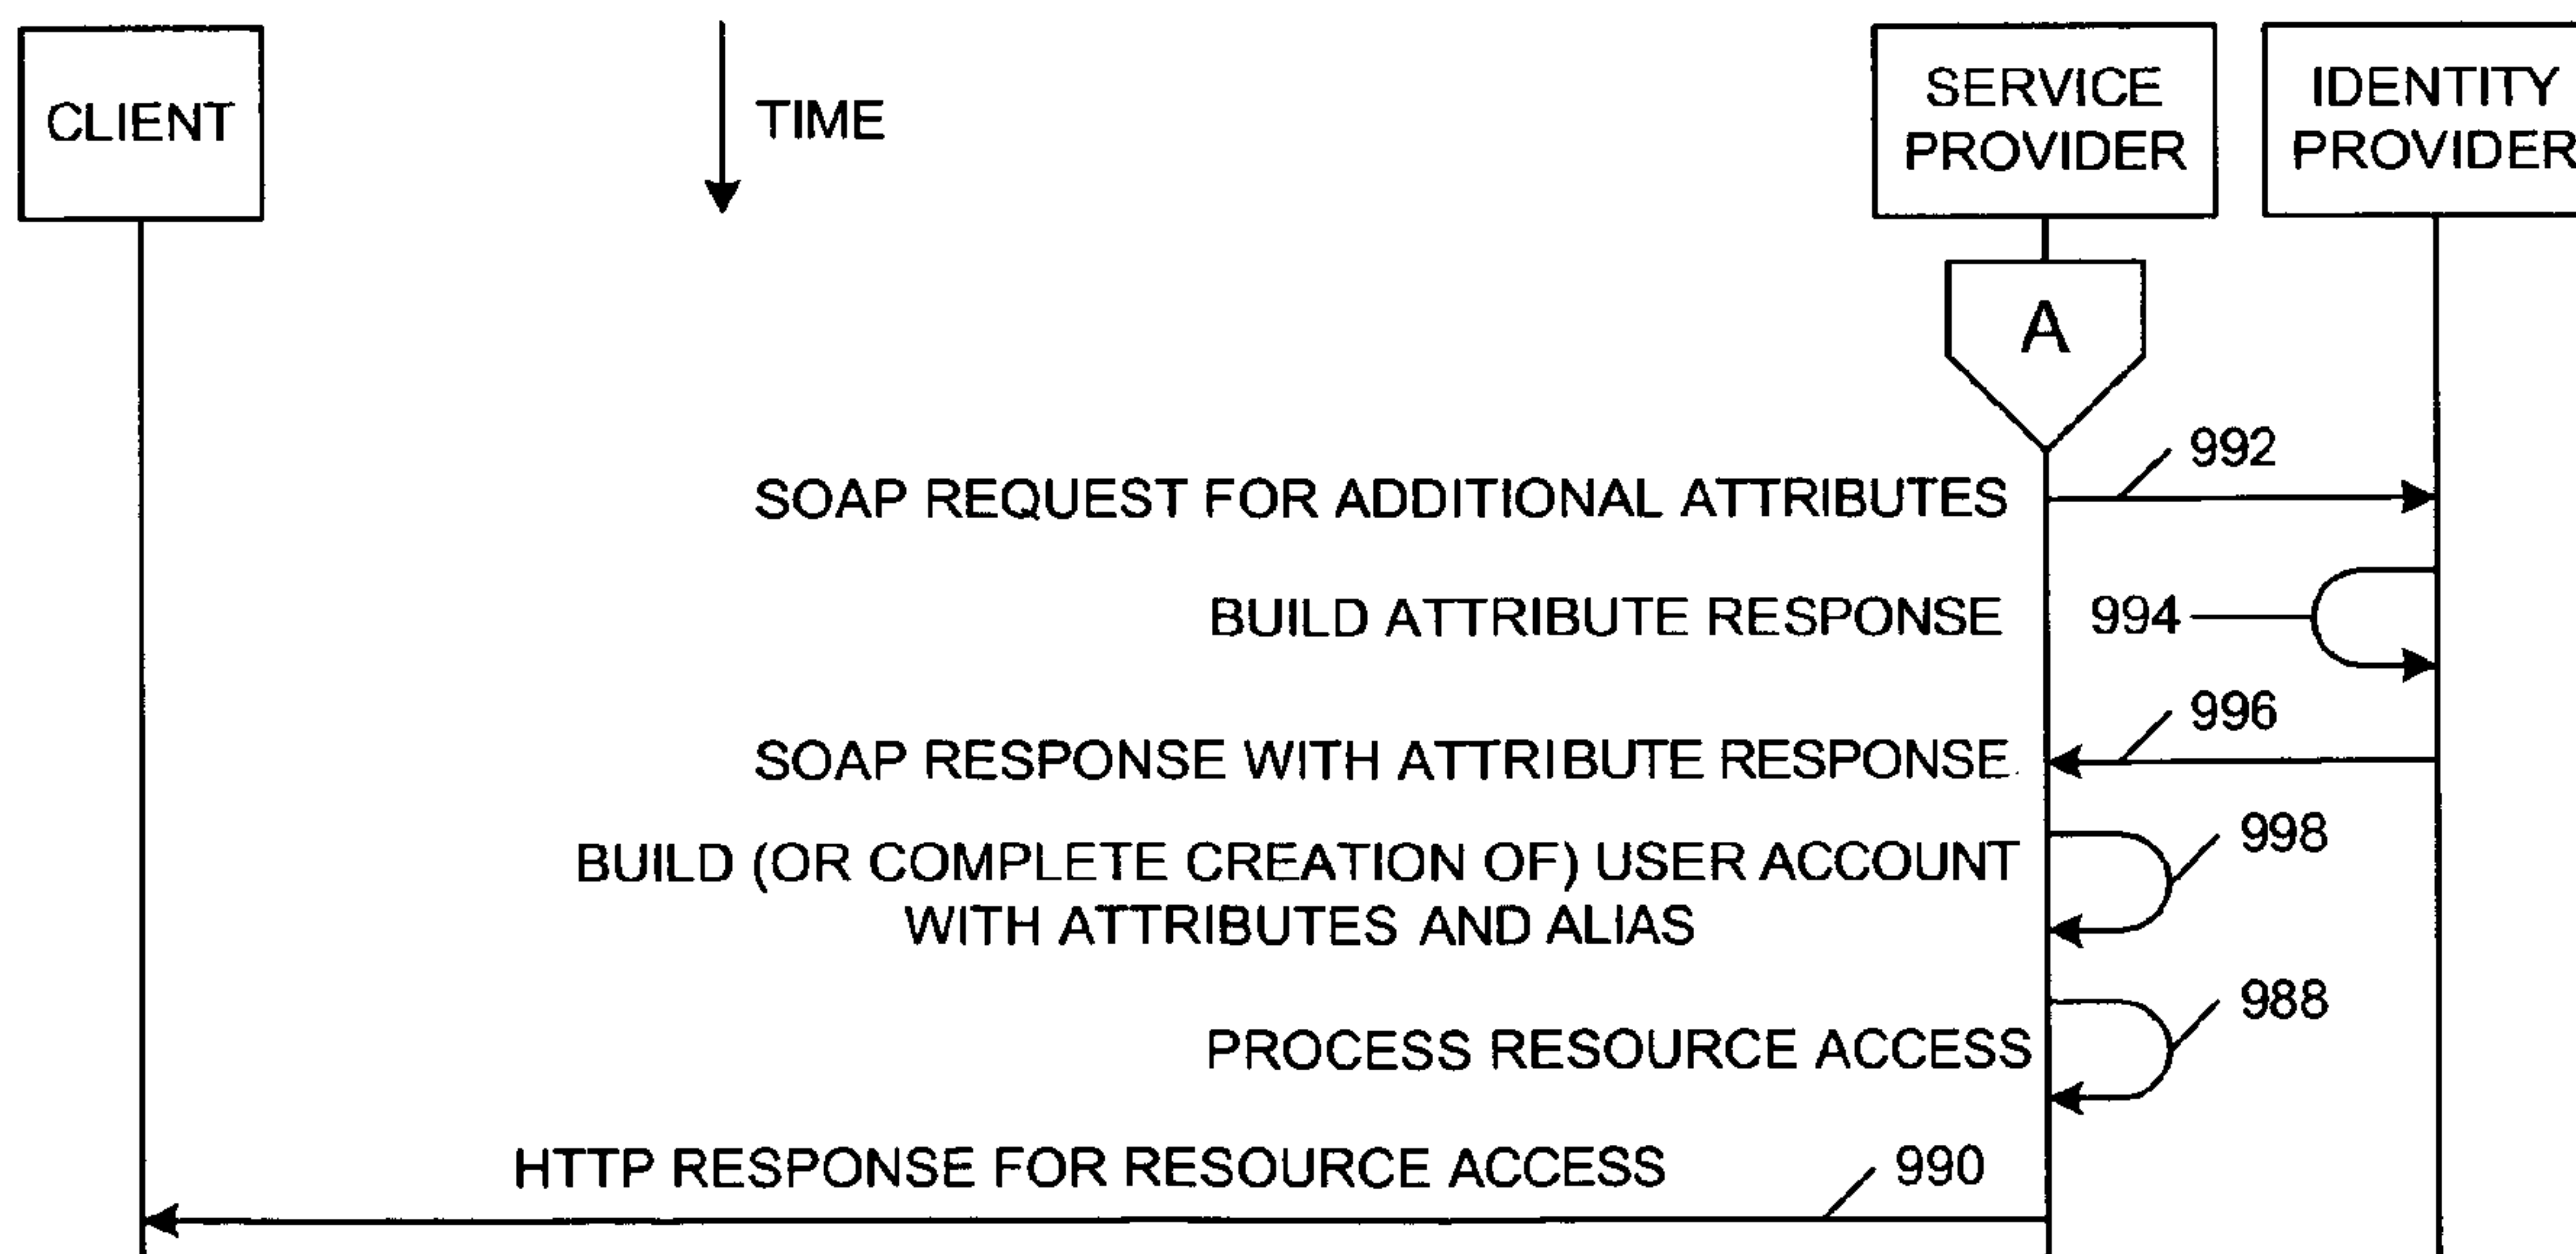 CLIENT
TIME
SERVICE
PROVIDER
IDENTITY
PROVIDER
A
992
SOAP REQUEST FOR ADDITIONAL ATTRIBUTES
BUILD ATTRIBUTE RESPONSE
994
996
SOAP RESPONSE WITH ATTRIBUTE RESPONSE
998
BUILD (OR COMPLETE CREATION OF) USER ACCOUNT
WITH ATTRIBUTES AND ALIAS
988
PROCESS RESOURCE ACCESS
HTTP RESPONSE FOR RESOURCE ACCESS
990